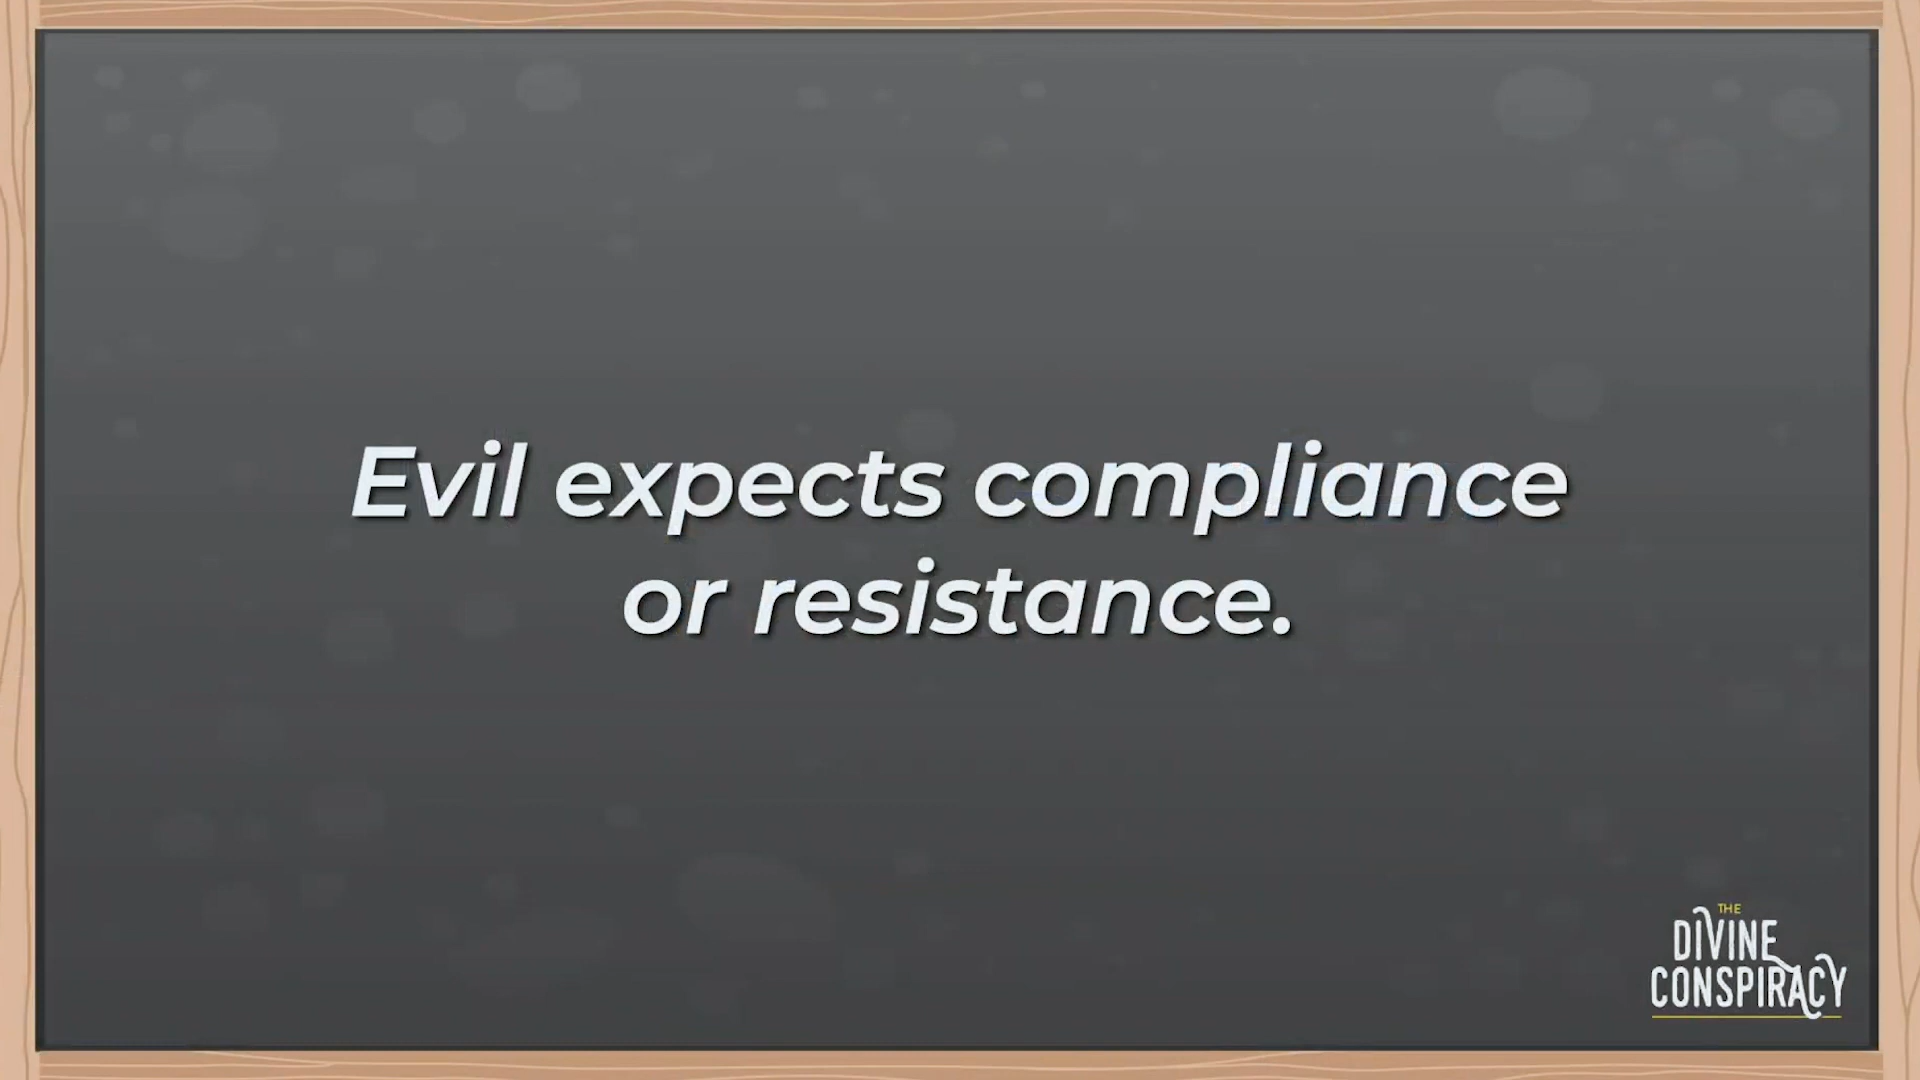 Evil expects compliance
or resistance.
THE
DIVINE
CONSPIRACY